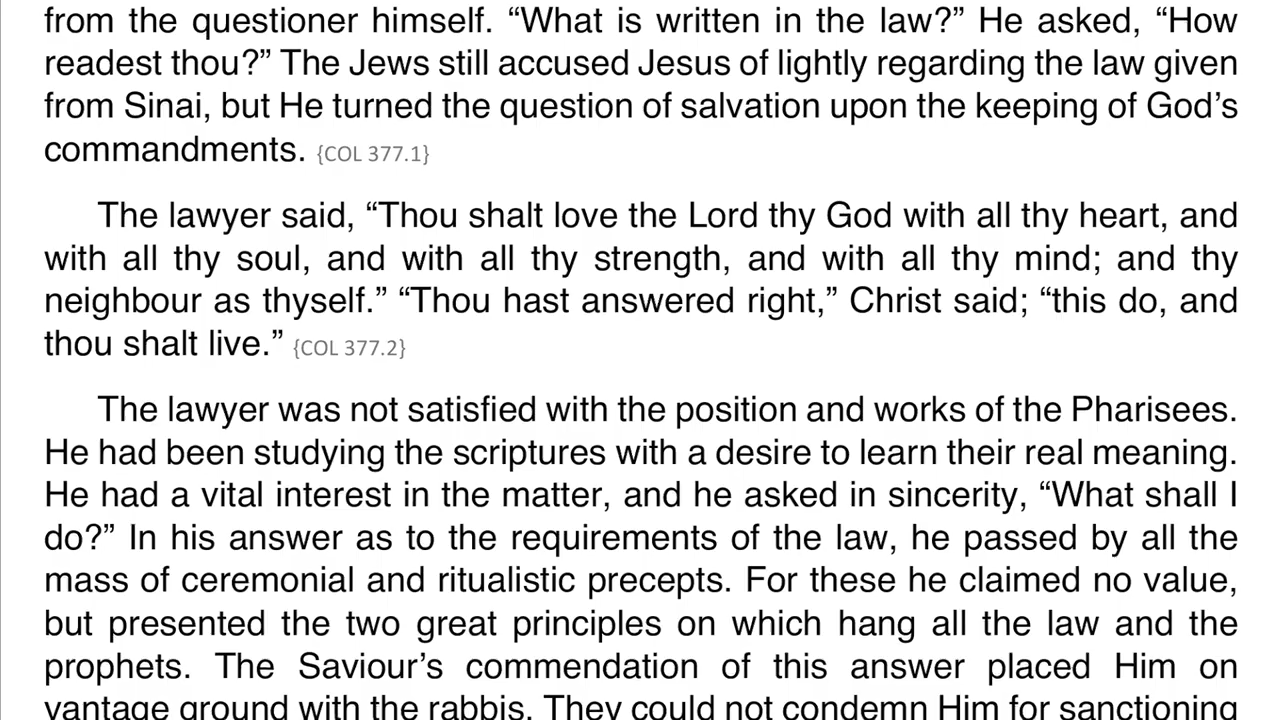 from the questioner himself. “What is written in the law?” He asked, “How
readest thou?” The Jews still accused Jesus of lightly regarding the law given
from Sinai, but He turned the question of salvation upon the keeping of God’s
commandments. {COL 377.1}
The lawyer said, “Thou shalt love the Lord thy God with all thy heart, and
with all thy soul, and with all thy strength, and with all thy mind; and thy
neighbour as thyself.” “Thou hast answered right,” Christ said; “this do, and
thou shalt live.” {COL 377.2}
The lawyer was not satisfied with the position and works of the Pharisees.
He had been studying the scriptures with a desire to learn their real meaning.
He had a vital interest in the matter, and he asked in sincerity, “What shall I
do?” In his answer as to the requirements of the law, he passed by all the
mass of ceremonial and ritualistic precepts. For these he claimed no value,
but presented the two great principles on which hang all the law and the
prophets. The Saviour’s commendation of this answer placed Him on
vantage ground with the rabbis. They could not condemn Him for sanctioning